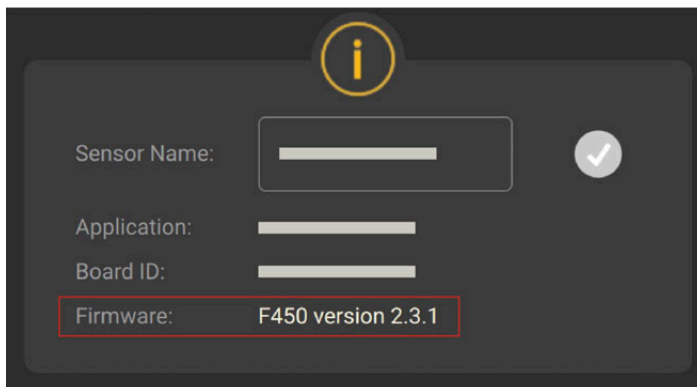 Sensor Name:
Application:
Board ID:
Firmware: F450 version 2.3.1